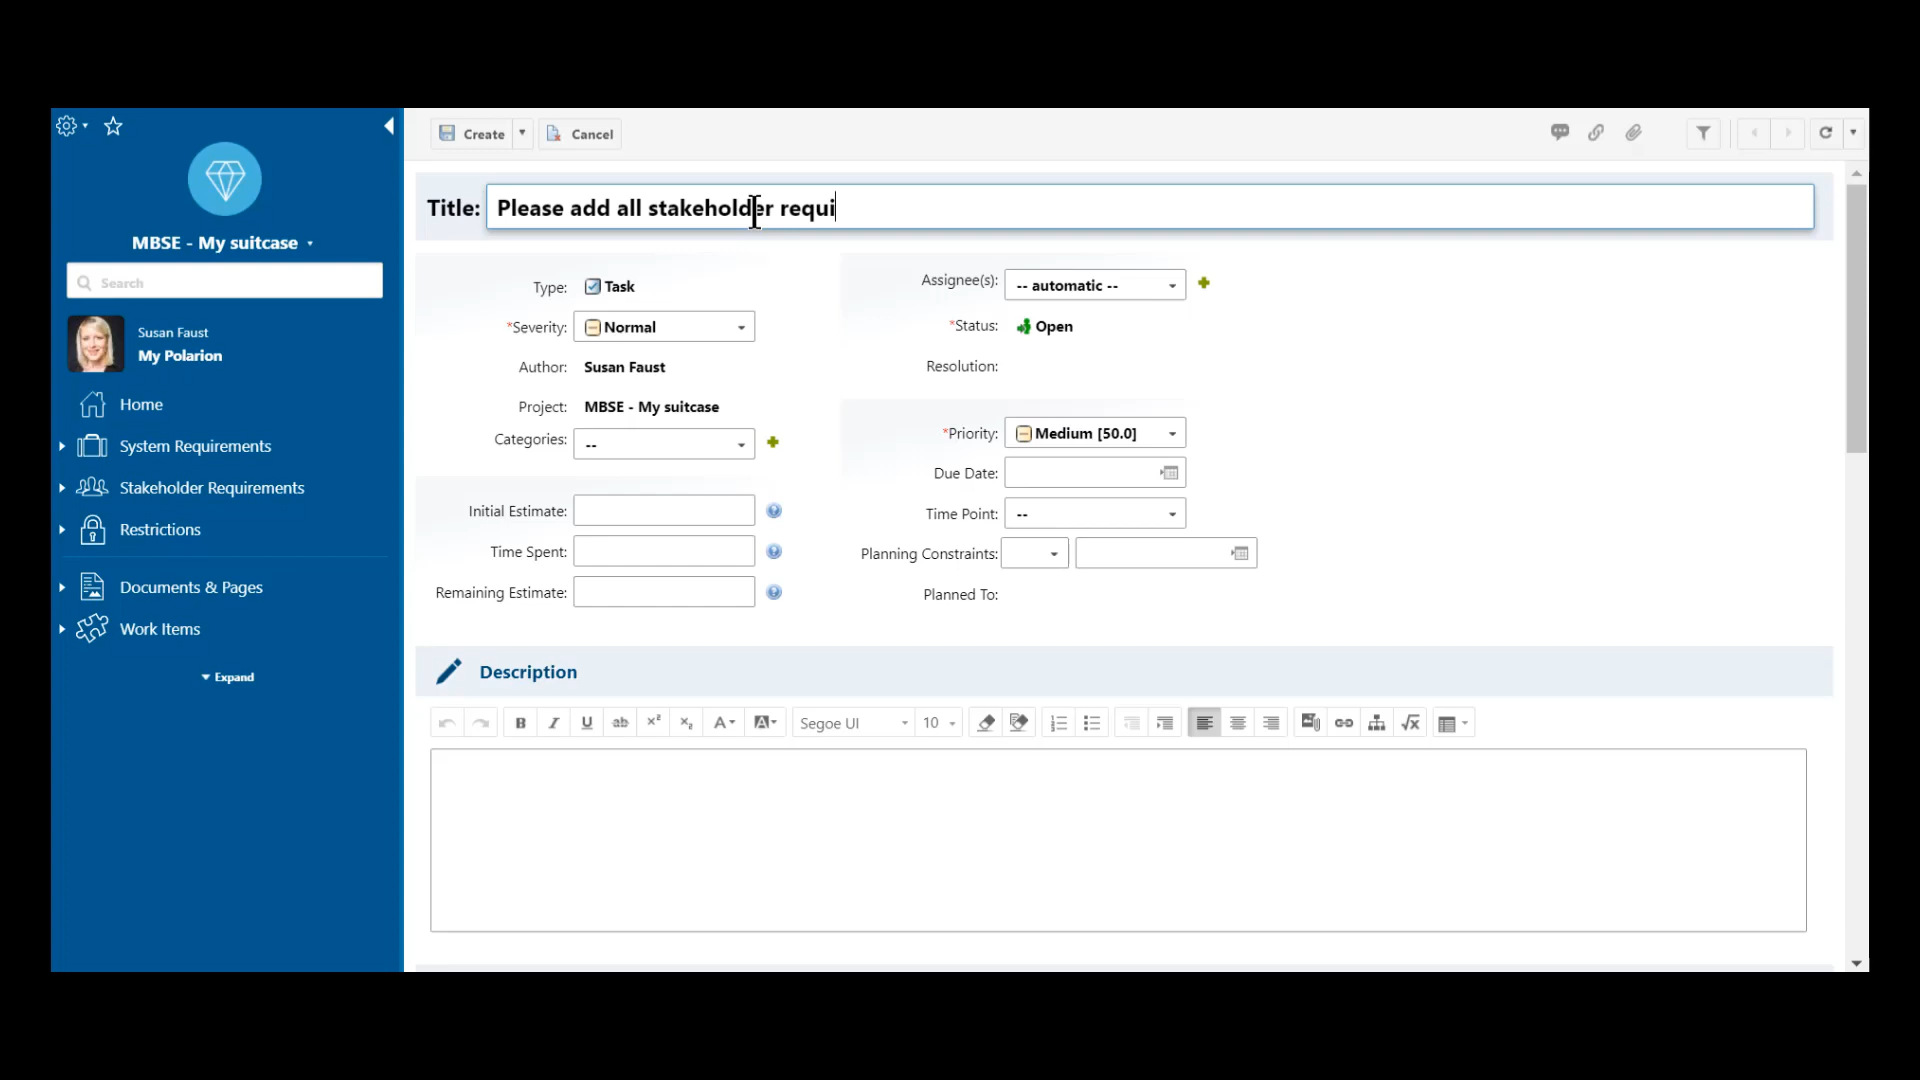 Create
Cancel
MBSE - My suitcase
Search
Susan Faust
My Polarion
Home
System Requirements
Stakeholder Requirements
Restrictions
Documents & Pages
Work Items
Expand
Title: Please add all stakeholder requi
Type: Task
*Severity: Normal
Author: Susan Faust
Project: MBSE - My suitcase
Categories: --
Initial Estimate:
Time Spent:
Remaining Estimate:
Assignee(s): -- automatic --
*Status: Open
Resolution:
*Priority: Medium [50.0]
Due Date:
Time Point: --
Planning Constraints:
Planned To:
Description
B I U ab x² x₂ A A Segoe UI 10